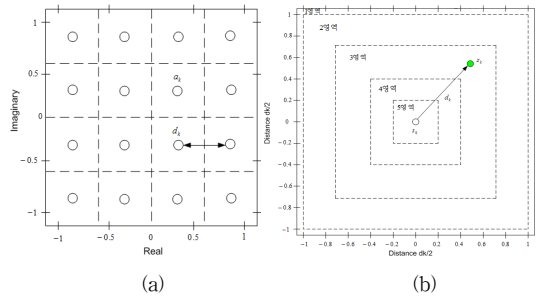 (a)
1
0.5
0
−0.5
−1
Imaginary
a_k
d_k
−1
−0.5
0
0.5
1
Real
(b)
1
0.8
0.6
0.4
0.2
0
−0.2
−0.4
−0.6
−0.8
−1
Distance dk/2
1영역
2영역
3영역
4영역
5영역
z_k
d_k
−1
−0.8
−0.6
−0.4
−0.2
0
0.2
0.4
0.6
0.8
1
Distance dk/2
(a)
(b)